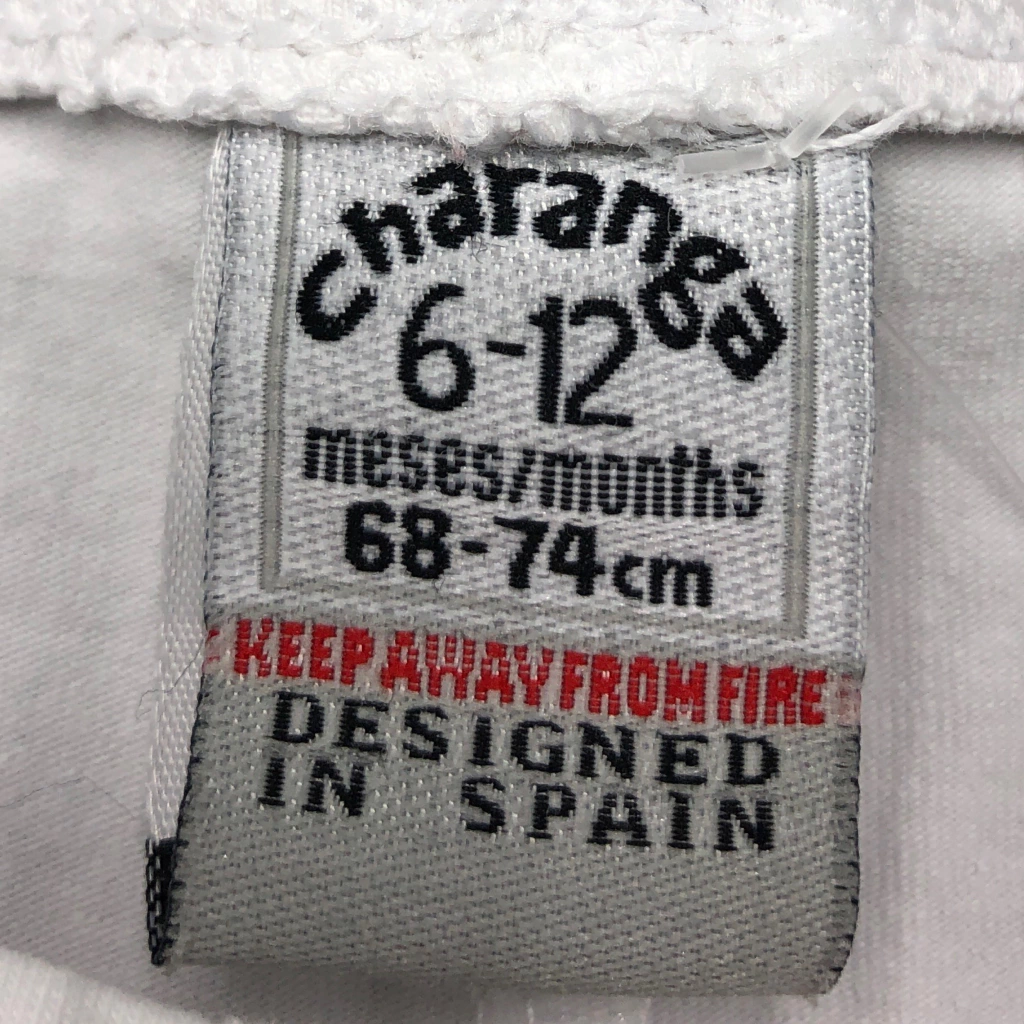 charanga
6-12
meses/months
68-74cm
KEEP AWAY FROM FIRE
DESIGNED
IN SPAIN